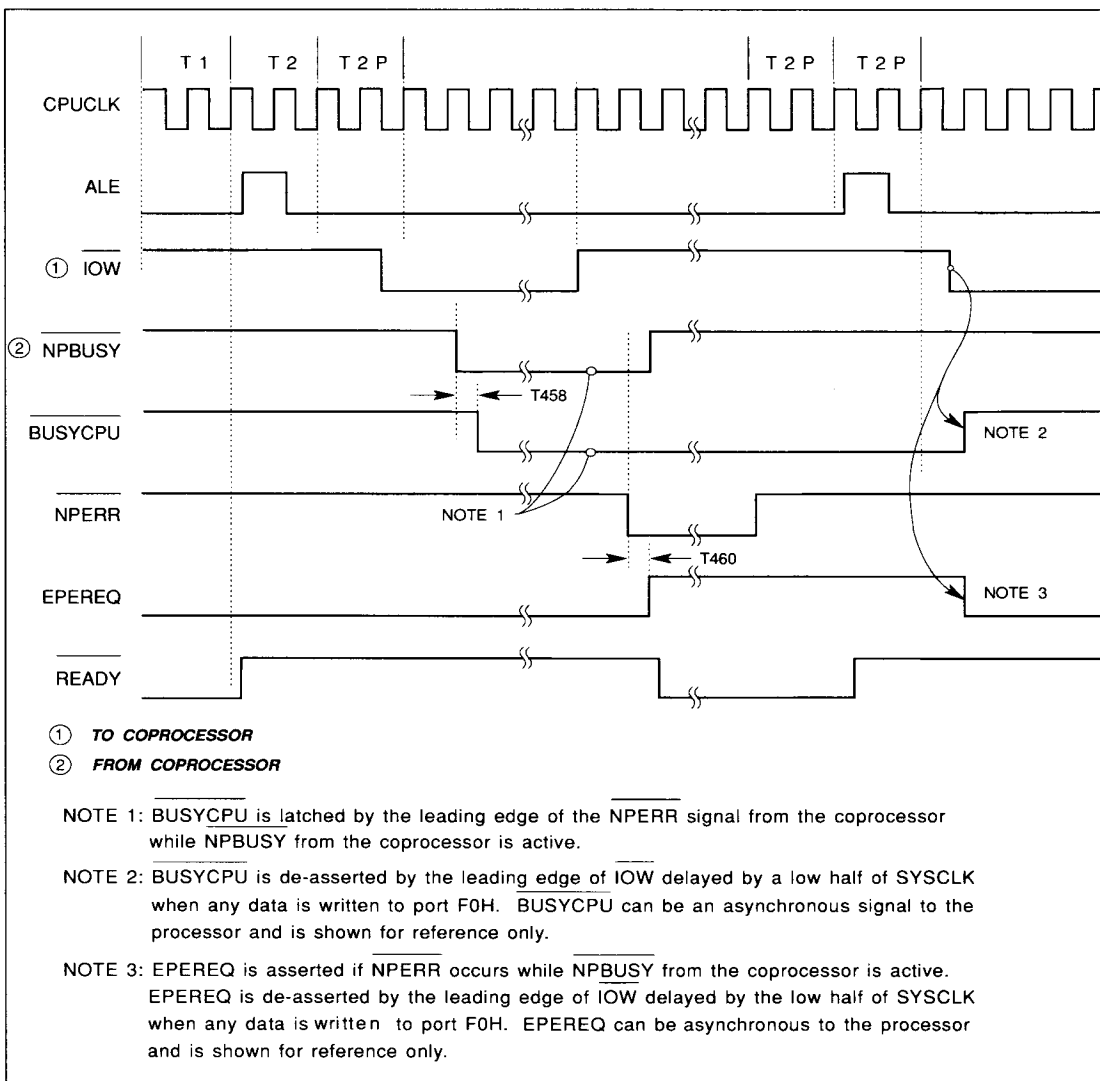 T 1 T 2 T 2 P T 2 P T 2 P
CPUCLK
ALE
① IOW
② NPBUSY
T458
BUSYCPU
NOTE 2
NPERR
NOTE 1
T460
EPEREQ
NOTE 3
READY
① TO COPROCESSOR
② FROM COPROCESSOR
NOTE 1: BUSYCPU is latched by the leading edge of the NPERR signal from the coprocessor
while NPBUSY from the coprocessor is active.
NOTE 2: BUSYCPU is de-asserted by the leading edge of IOW delayed by a low half of SYSCLK
when any data is written to port F0H. BUSYCPU can be an asynchronous signal to the
processor and is shown for reference only.
NOTE 3: EPEREQ is asserted if NPERR occurs while NPBUSY from the coprocessor is active.
EPEREQ is de-asserted by the leading edge of IOW delayed by the low half of SYSCLK
when any data is written to port F0H. EPEREQ can be asynchronous to the processor
and is shown for reference only.